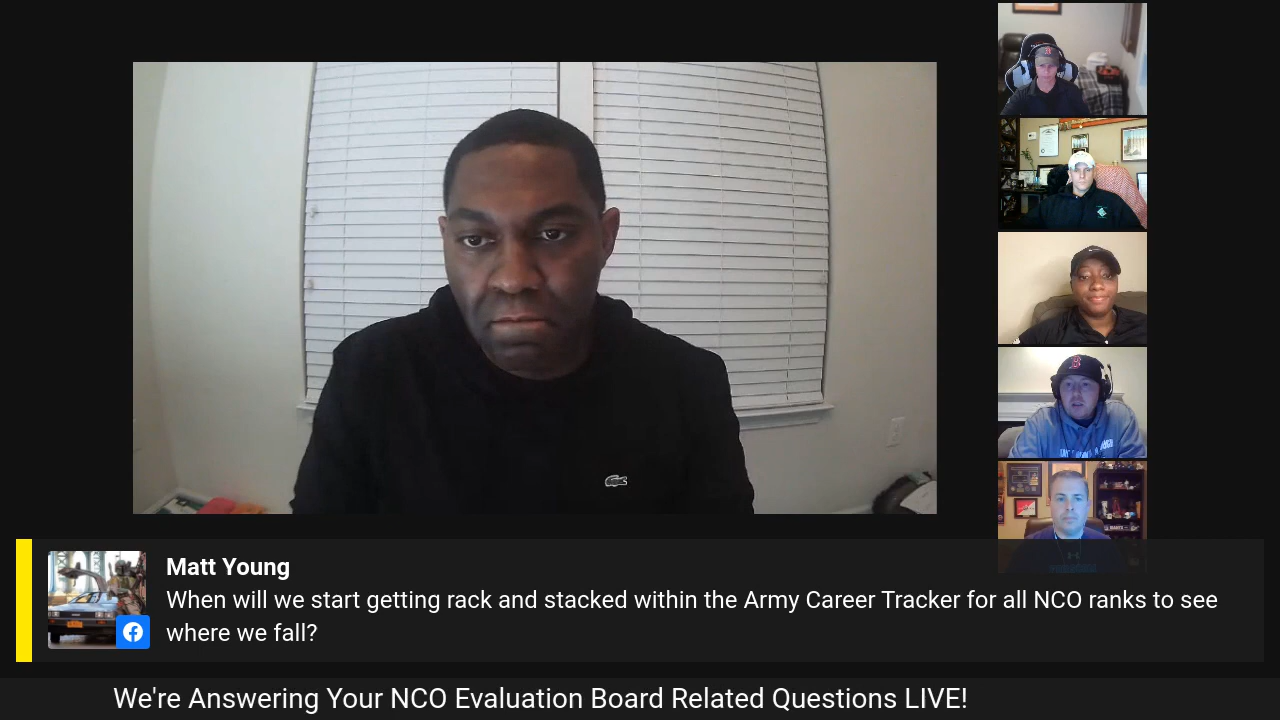 Matt Young
When will we start getting rack and stacked within the Army Career Tracker for all NCO ranks to see
where we fall?
We're Answering Your NCO Evaluation Board Related Questions LIVE!